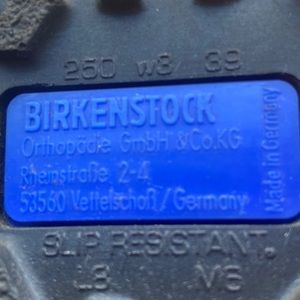 250 W8 39
BIRKENSTOCK
Orthopädie GmbH & Co.KG
Rheinstraße 2-4
53560 Vettelschoß/Germany
Made in Germany
SLIP RESISTANT
L8 M6